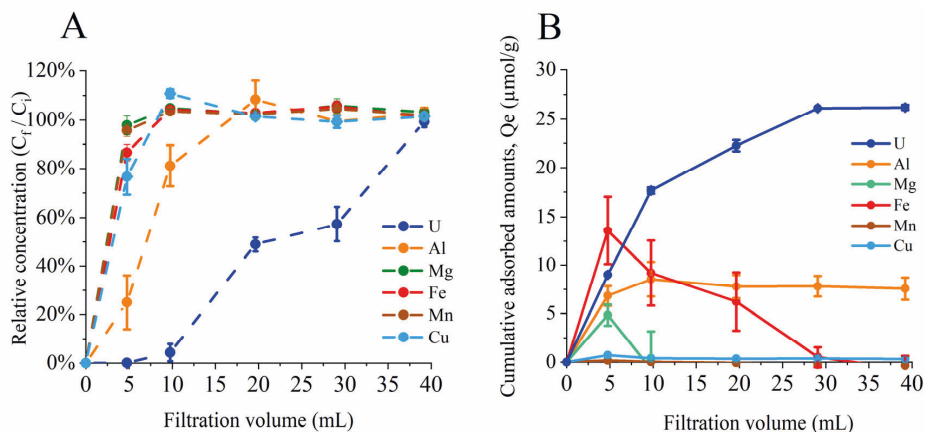 A
Relative concentration (Cf / Ci)
120%
100%
80%
60%
40%
20%
0%
0
5
10
15
20
25
30
35
40
Filtration volume (mL)
U
Al
Mg
Fe
Mn
Cu
B
Cumulative adsorbed amounts, Qe (μmol/g)
30
25
20
15
10
5
0
0
5
10
15
20
25
30
35
40
Filtration volume (mL)
U
Al
Mg
Fe
Mn
Cu